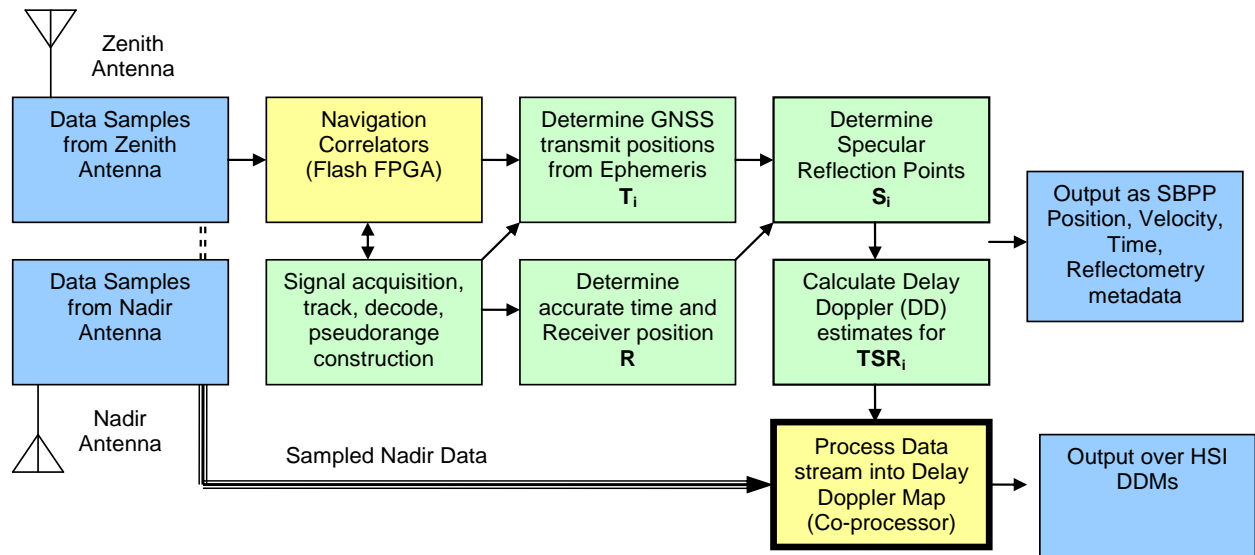 Zenith
Antenna
Data Samples
from Zenith
Antenna
Navigation
Correlators
(Flash FPGA)
Determine GNSS
transmit positions
from Ephemeris
Ti
Determine
Specular
Reflection Points
Si
Output as SBPP
Position, Velocity,
Time,
Reflectometry
metadata
Data Samples
from Nadir
Antenna
Signal acquisition,
track, decode,
pseudorange
construction
Determine
accurate time and
Receiver position
R
Calculate Delay
Doppler (DD)
estimates for
TSRi
Nadir
Antenna
Sampled Nadir Data
Process Data
stream into Delay
Doppler Map
(Co-processor)
Output over HSI
DDMs